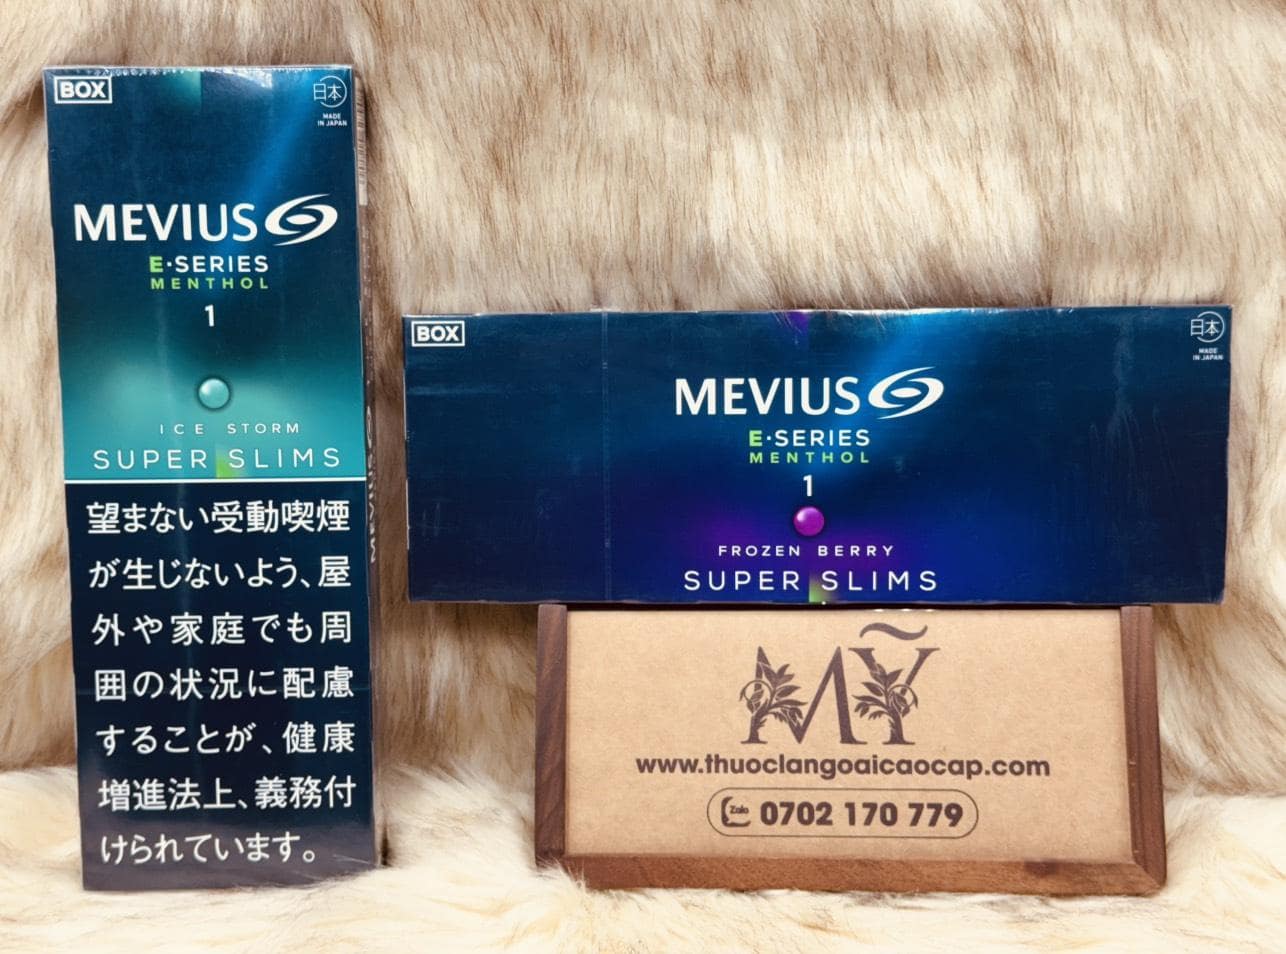 BOX
日本
MADE
IN JAPAN
MEVIUS
E·SERIES
MENTHOL
1
ICE STORM
SUPER SLIMS
望まない受動喫煙
が生じないよう、屋
外や家庭でも周
囲の状況に配慮
することが、健康
増進法上、義務付
けられています。
MEVIUS
BOX
日本
MADE
IN JAPAN
MEVIUS
E·SERIES
MENTHOL
1
FROZEN BERRY
SUPER SLIMS
MỸ
www.thuoclangoaicaocap.com
Zalo 0702 170 779